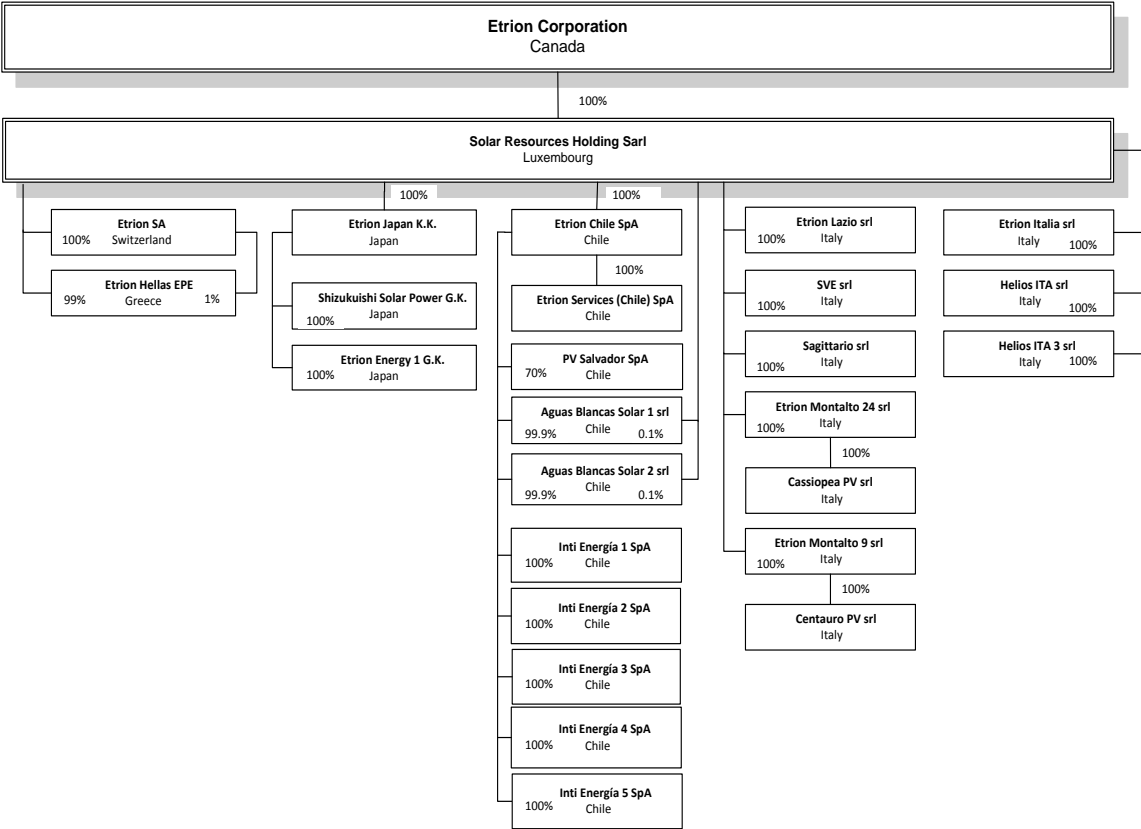 Etrion Corporation
Canada
100%
Solar Resources Holding Sarl
Luxembourg
100%
100%
Etrion SA
100% Switzerland
Etrion Hellas EPE
99% Greece 1%
Etrion Japan K.K.
Japan
Shizukuishi Solar Power G.K.
Japan
100%
Etrion Energy 1 G.K.
100% Japan
Etrion Chile SpA
Chile
100%
Etrion Services (Chile) SpA
Chile
PV Salvador SpA
70% Chile
Aguas Blancas Solar 1 srl
99.9% Chile 0.1%
Aguas Blancas Solar 2 srl
Chile
99.9% 0.1%
Inti Energía 1 SpA
100% Chile
Inti Energía 2 SpA
100% Chile
Inti Energía 3 SpA
100% Chile
Inti Energía 4 SpA
100% Chile
Inti Energía 5 SpA
100% Chile
Etrion Lazio srl
100% Italy
SVE srl
Italy
100%
Sagittario srl
Italy
100%
Etrion Montalto 24 srl
Italy
100%
100%
Cassiopea PV srl
Italy
Etrion Montalto 9 srl
Italy
100%
100%
Centauro PV srl
Italy
Etrion Italia srl
Italy 100%
Helios ITA srl
Italy
100%
Helios ITA 3 srl
Italy 100%